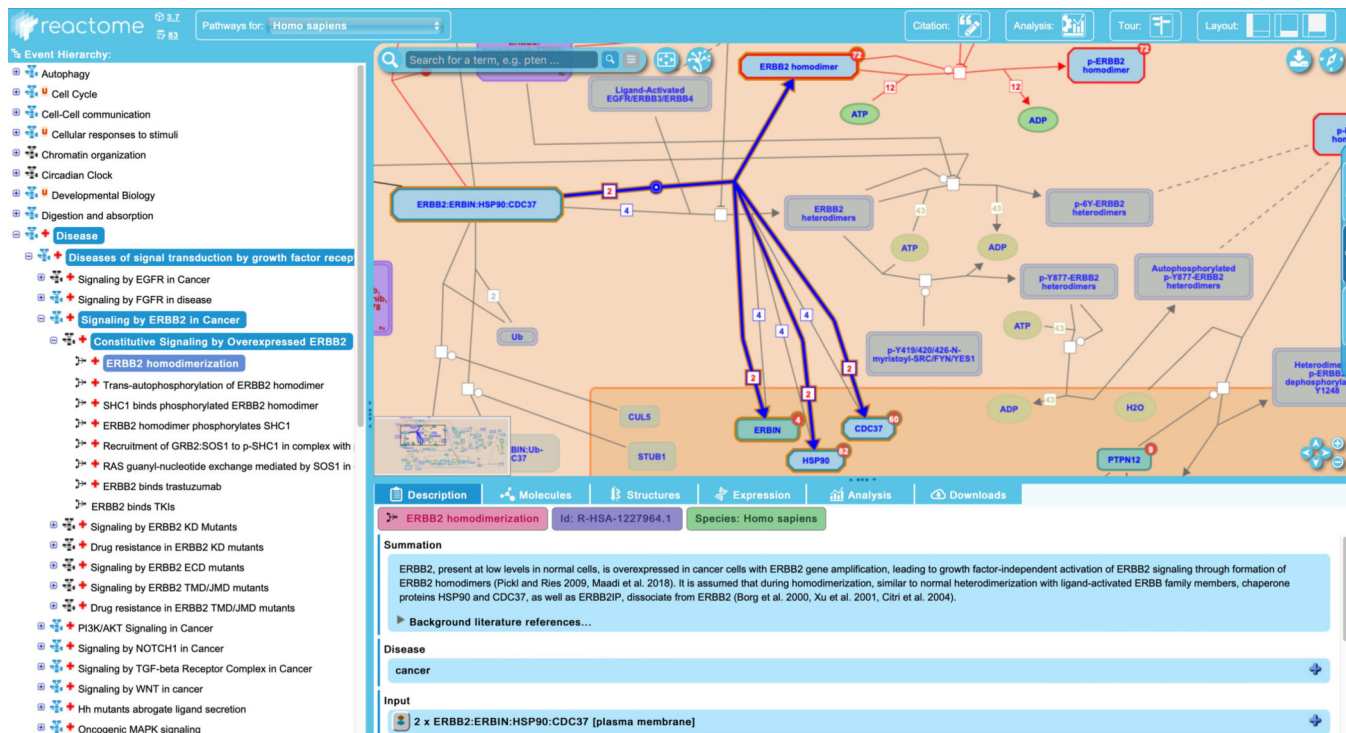 reactome
3.7
83
Pathways for: Homo sapiens
Citation:
Analysis:
Tour:
Layout:
Event Hierarchy:
Autophagy
Cell Cycle
Cell-Cell communication
Cellular responses to stimuli
Chromatin organization
Circadian Clock
Developmental Biology
Digestion and absorption
Disease
Diseases of signal transduction by growth factor recep
Signaling by EGFR in Cancer
Signaling by FGFR in disease
Signaling by ERBB2 in Cancer
Constitutive Signaling by Overexpressed ERBB2
ERBB2 homodimerization
Trans-autophosphorylation of ERBB2 homodimer
SHC1 binds phosphorylated ERBB2 homodimer
ERBB2 homodimer phosphorylates SHC1
Recruitment of GRB2:SOS1 to p-SHC1 in complex with
RAS guanyl-nucleotide exchange mediated by SOS1 in
ERBB2 binds trastuzumab
ERBB2 binds TKIs
Signaling by ERBB2 KD Mutants
Drug resistance in ERBB2 KD mutants
Signaling by ERBB2 ECD mutants
Signaling by ERBB2 TMD/JMD mutants
Drug resistance in ERBB2 TMD/JMD mutants
PI3K/AKT Signaling in Cancer
Signaling by NOTCH1 in Cancer
Signaling by TGF-beta Receptor Complex in Cancer
Signaling by WNT in cancer
Hh mutants abrogate ligand secretion
Oncogenic MAPK signaling
Search for a term, e.g. pten ...
ERBB2 homodimer
72
p-ERBB2
homodimer
72
Ligand-Activated
EGFR/ERBB3/ERBB4
12
12
ATP
ADP
ERBB2:ERBIN:HSP90:CDC37
2
4
ERBB2
heterodimers
p-6Y-ERBB2
heterodimers
43
43
ATP
ADP
p-Y877-ERBB2
heterodimers
Autophosphorylated
p-Y877-ERBB2
heterodimers
2
Ub
4
4
4
ATP
43
p-Y419/420/426-N-
myristoyl-SRC/FYN/YES1
2
2
2
Heterodime
p-ERBB
dephosphoryla
Y1248
43
ADP
H2O
CUL5
STUB1
BIN:Ub-
C37
ERBIN
4
HSP90
82
CDC37
60
PTPN12
9
Description
Molecules
Structures
Expression
Analysis
Downloads
ERBB2 homodimerization
Id: R-HSA-1227964.1
Species: Homo sapiens
Summation
ERBB2, present at low levels in normal cells, is overexpressed in cancer cells with ERBB2 gene amplification, leading to growth factor-independent activation of ERBB2 signaling through formation of
ERBB2 homodimers (Pickl and Ries 2009, Maadi et al. 2018). It is assumed that during homodimerization, similar to normal heterodimerization with ligand-activated ERBB family members, chaperone
proteins HSP90 and CDC37, as well as ERBB2IP, dissociate from ERBB2 (Borg et al. 2000, Xu et al. 2001, Citri et al. 2004).
Background literature references...
Disease
cancer
Input
2 x ERBB2:ERBIN:HSP90:CDC37 [plasma membrane]